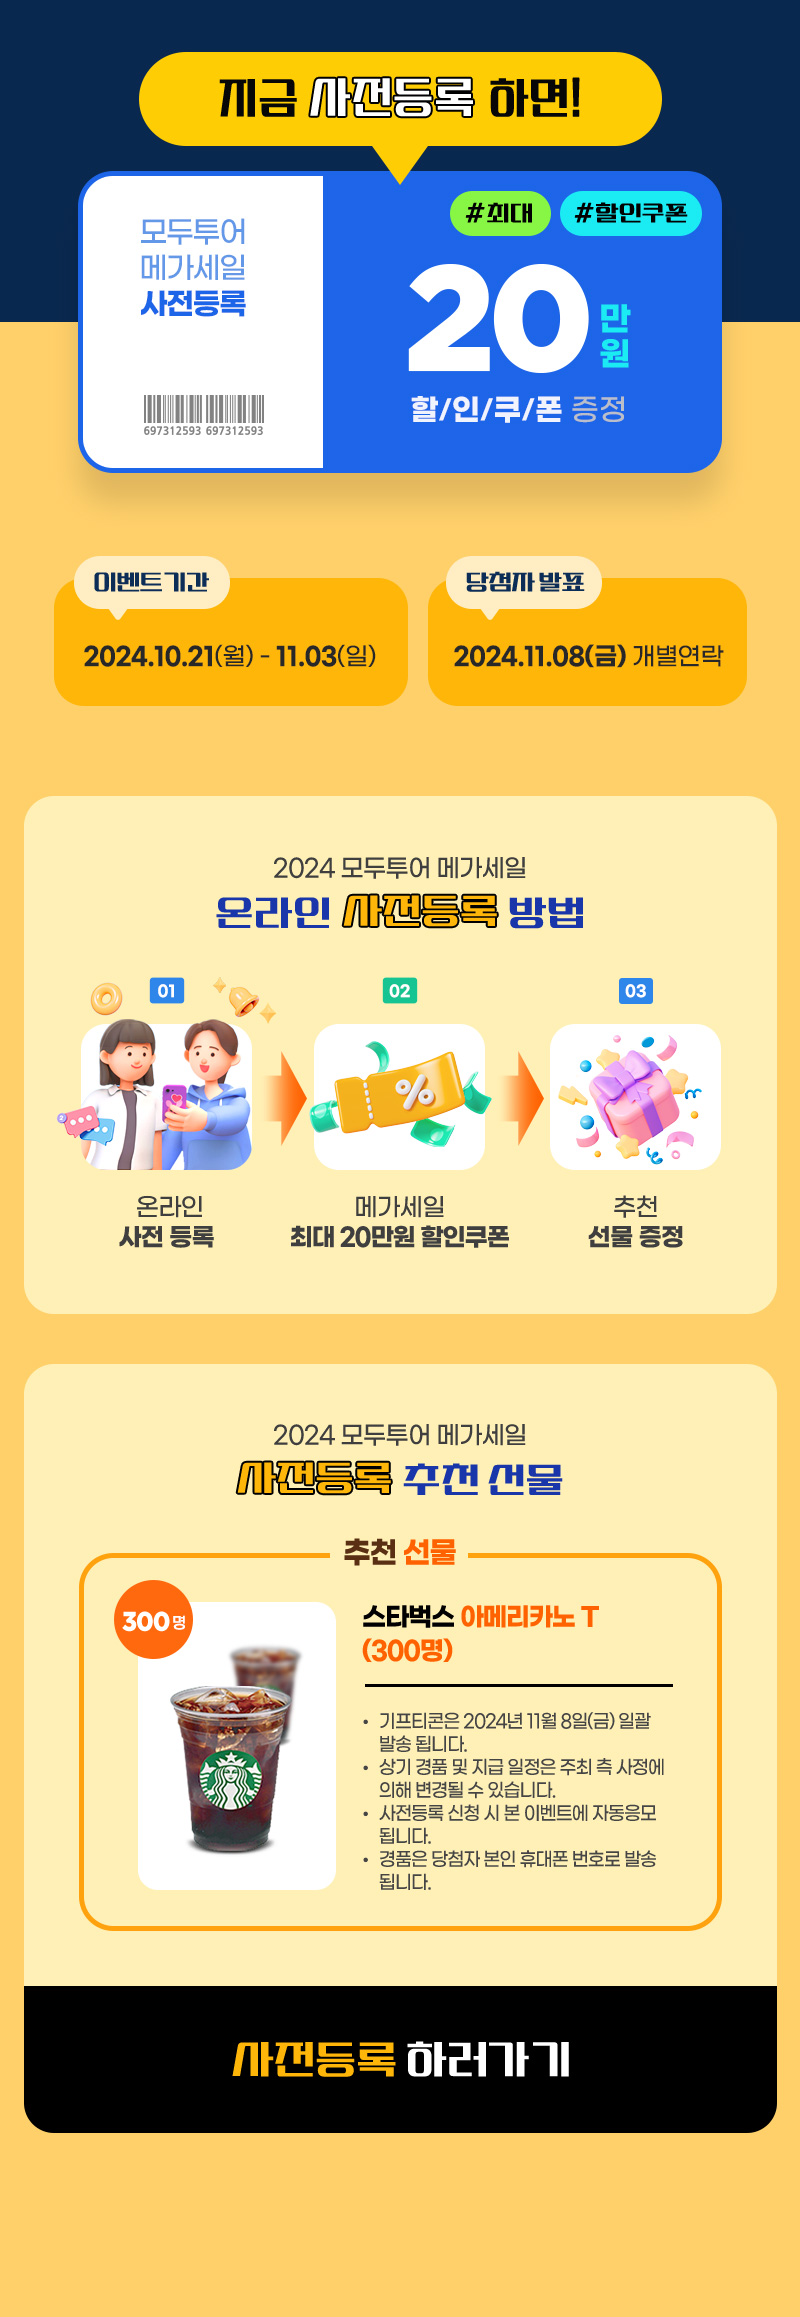 지금 사전등록 하면!
모두투어
메가세일
사전등록
697312593 697312593
#최대 #할인쿠폰
20만원
할/인/쿠/폰 증정
이벤트기간
2024.10.21(월) - 11.03(일)
당첨자 발표
2024.11.08(금) 개별연락
2024 모두투어 메가세일
온라인 사전등록 방법
01
온라인
사전 등록
02
%
메가세일
최대 20만원 할인쿠폰
03
추천
선물 증정
2024 모두투어 메가세일
사전등록 추천 선물
추천 선물
300명
스타벅스 아메리카노 T
(300명)
• 기프티콘은 2024년 11월 8일(금) 일괄
발송 됩니다.
• 상기 경품 및 지급 일정은 주최 측 사정에
의해 변경될 수 있습니다.
• 사전등록 신청 시 본 이벤트에 자동응모
됩니다.
• 경품은 당첨자 본인 휴대폰 번호로 발송
됩니다.
사전등록 하러가기